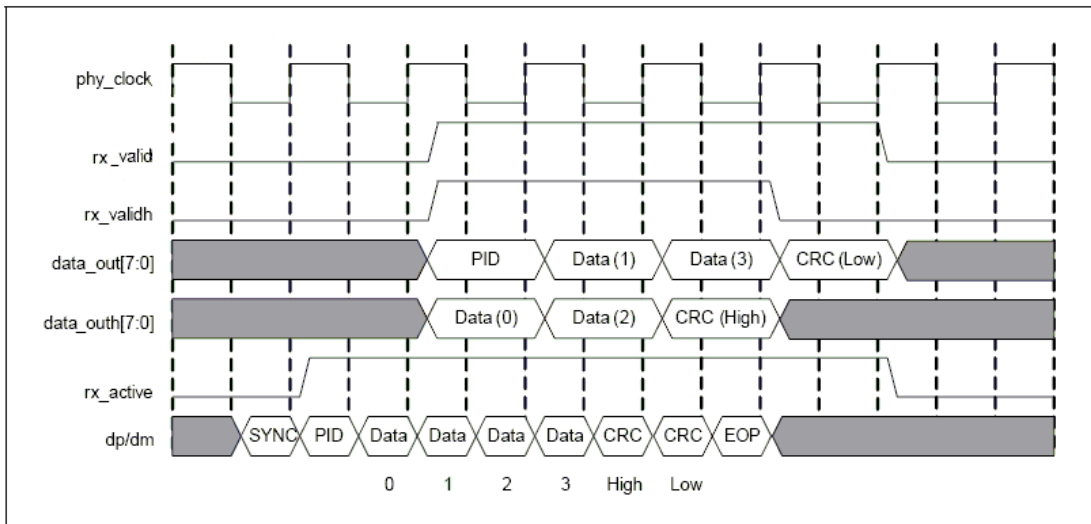 phy_clock
rx_valid
rx_validh
data_out[7:0] PID Data (1) Data (3) CRC (Low)
data_outh[7:0] Data (0) Data (2) CRC (High)
rx_active
dp/dm SYNC PID Data Data Data Data CRC CRC EOP
0 1 2 3 High Low